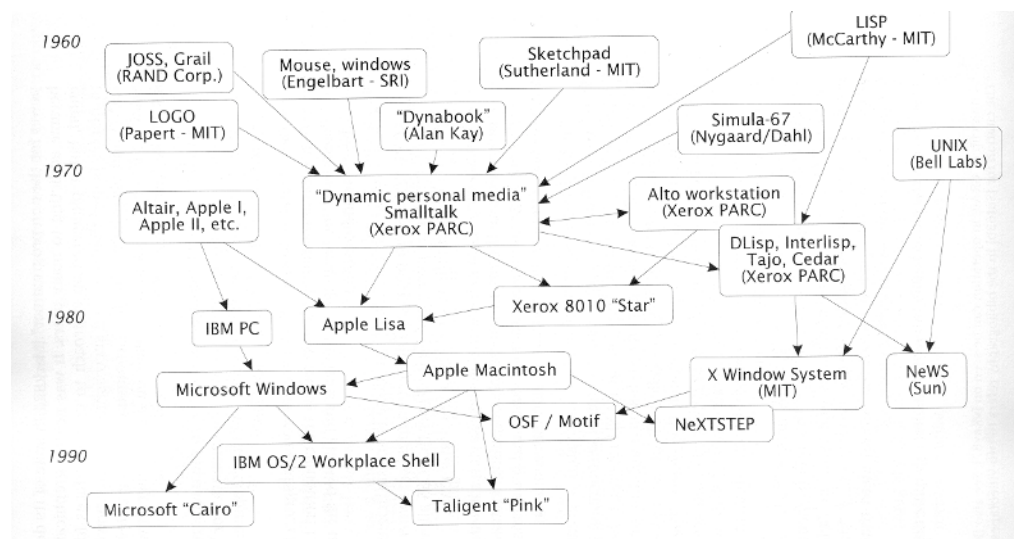 1960
JOSS, Grail
(RAND Corp.)
Mouse, windows
(Engelbart - SRI)
Sketchpad
(Sutherland - MIT)
LISP
(McCarthy - MIT)
LOGO
(Papert - MIT)
“Dynabook”
(Alan Kay)
Simula-67
(Nygaard/Dahl)
UNIX
(Bell Labs)
1970
“Dynamic personal media”
Smalltalk
(Xerox PARC)
Alto workstation
(Xerox PARC)
Altair, Apple I,
Apple II, etc.
DLisp, Interlisp,
Tajo, Cedar
(Xerox PARC)
1980
IBM PC
Apple Lisa
Xerox 8010 “Star”
Microsoft Windows
Apple Macintosh
X Window System
(MIT)
NeWS
(Sun)
OSF / Motif
NeXTSTEP
1990
IBM OS/2 Workplace Shell
Microsoft “Cairo”
Taligent “Pink”